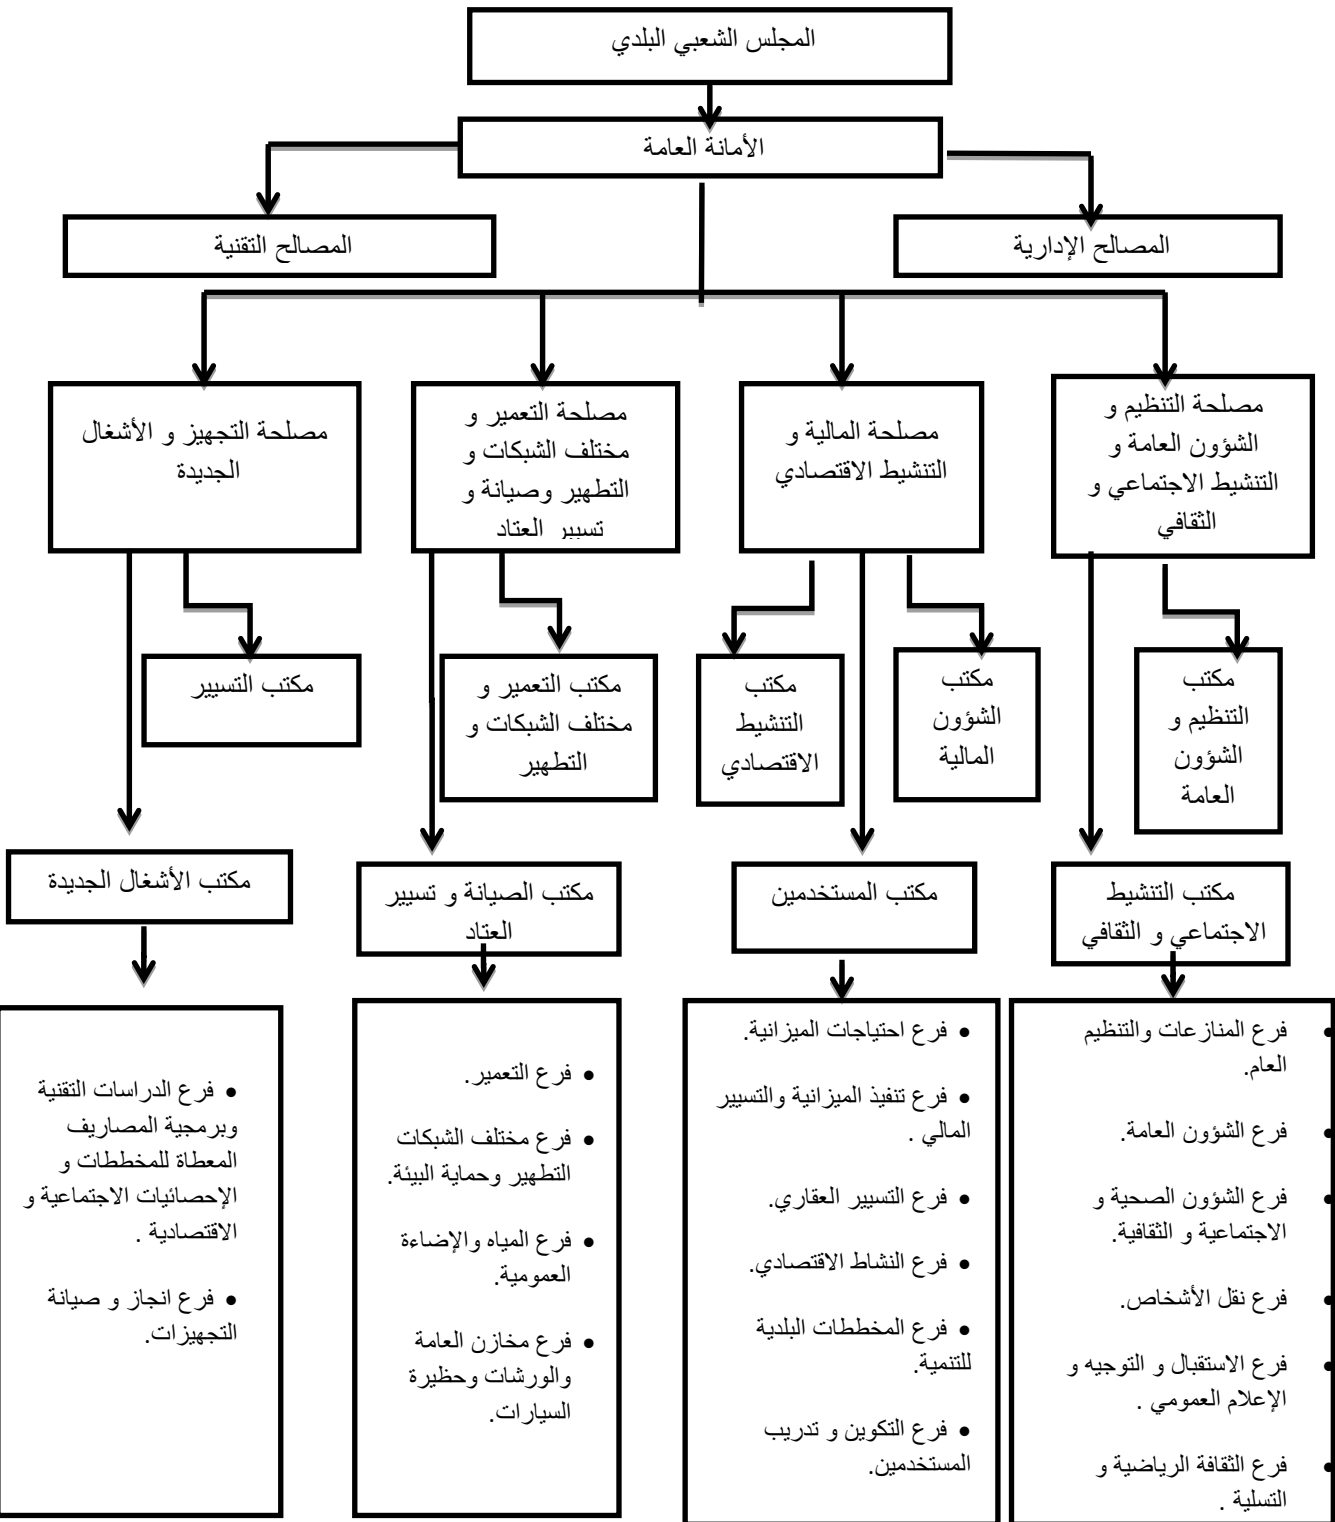 المجلس الشعبي البلدي
الأمانة العامة
المصالح الإدارية
المصالح التقنية
مصلحة التنظيم و
الشؤون العامة و
التنشيط الاجتماعي و
الثقافي
مصلحة المالية و
التنشيط الاقتصادي
مصلحة التعمير و
مختلف الشبكات و
التطهير وصيانة و
تسيير العتاد
مصلحة التجهيز و الأشغال
الجديدة
مكتب
التنظيم و
الشؤون
العامة
مكتب
الشؤون
المالية
مكتب
التنشيط
الاقتصادي
مكتب التعمير و
مختلف الشبكات و
التطهير
مكتب التسيير
مكتب التنشيط
الاجتماعي و الثقافي
مكتب المستخدمين
مكتب الصيانة و تسيير
العتاد
مكتب الأشغال الجديدة
• فرع المنازعات والتنظيم
العام.
• فرع الشؤون العامة.
• فرع الشؤون الصحية و
الاجتماعية و الثقافية.
• فرع نقل الأشخاص.
• فرع الاستقبال و التوجيه و
الإعلام العمومي .
• فرع الثقافة الرياضية و
التسلية .
• فرع احتياجات الميزانية.
• فرع تنفيذ الميزانية والتسيير
المالي .
• فرع التسيير العقاري.
• فرع النشاط الاقتصادي.
• فرع المخططات البلدية
للتنمية.
• فرع التكوين و تدريب
المستخدمين.
• فرع التعمير.
• فرع مختلف الشبكات
التطهير وحماية البيئة.
• فرع المياه والإضاءة
العمومية.
• فرع مخازن العامة
والورشات وحظيرة
السيارات.
• فرع الدراسات التقنية
وبرمجية المصاريف
المعطاة للمخططات و
الإحصائيات الاجتماعية و
الاقتصادية .
• فرع انجاز و صيانة
التجهيزات.